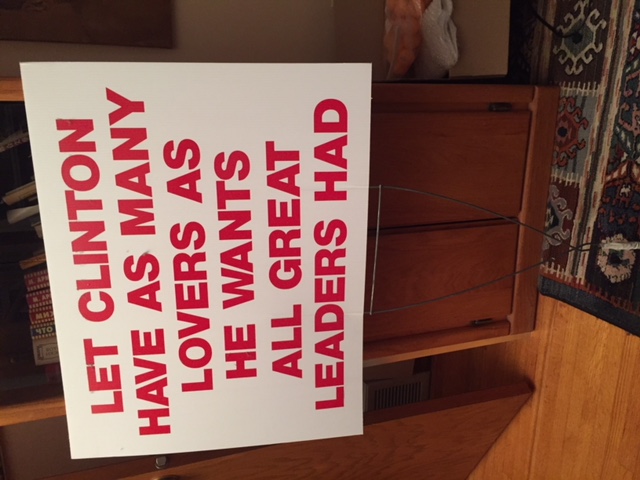 LET CLINTON
HAVE AS MANY
LOVERS AS
HE WANTS
ALL GREAT
LEADERS HAD